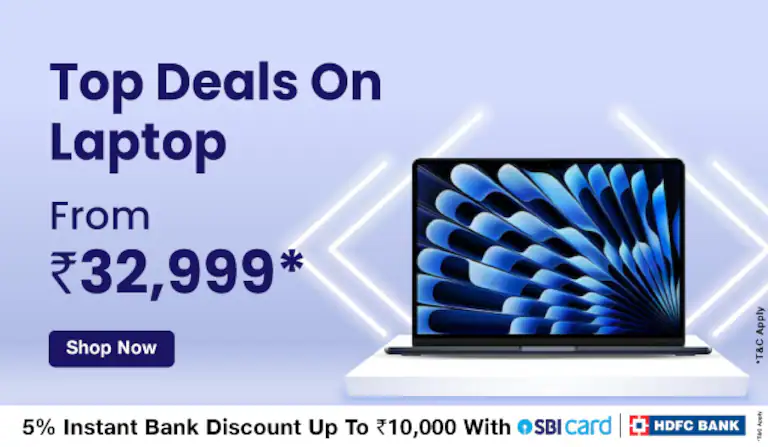 Top Deals On
Laptop
From
₹32,999*
Shop Now
*T&C Apply
5% Instant Bank Discount Up To ₹10,000 With SBI card | HDFC BANK
*T&C Apply